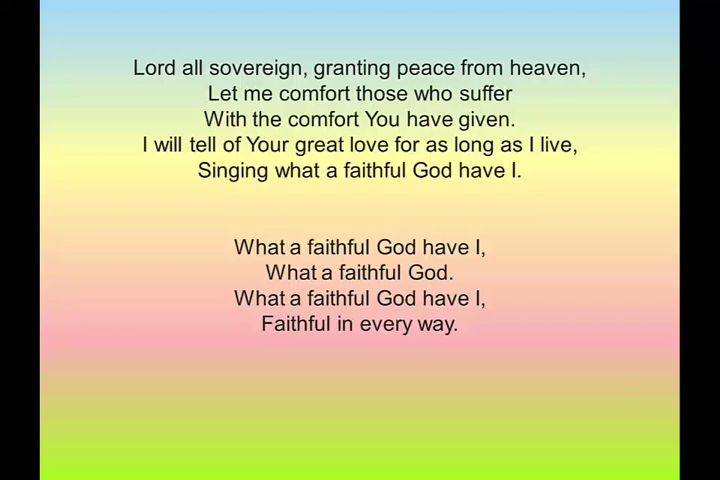 Lord all sovereign, granting peace from heaven,
Let me comfort those who suffer
With the comfort You have given.
I will tell of Your great love for as long as I live,
Singing what a faithful God have I.
What a faithful God have I,
What a faithful God.
What a faithful God have I,
Faithful in every way.